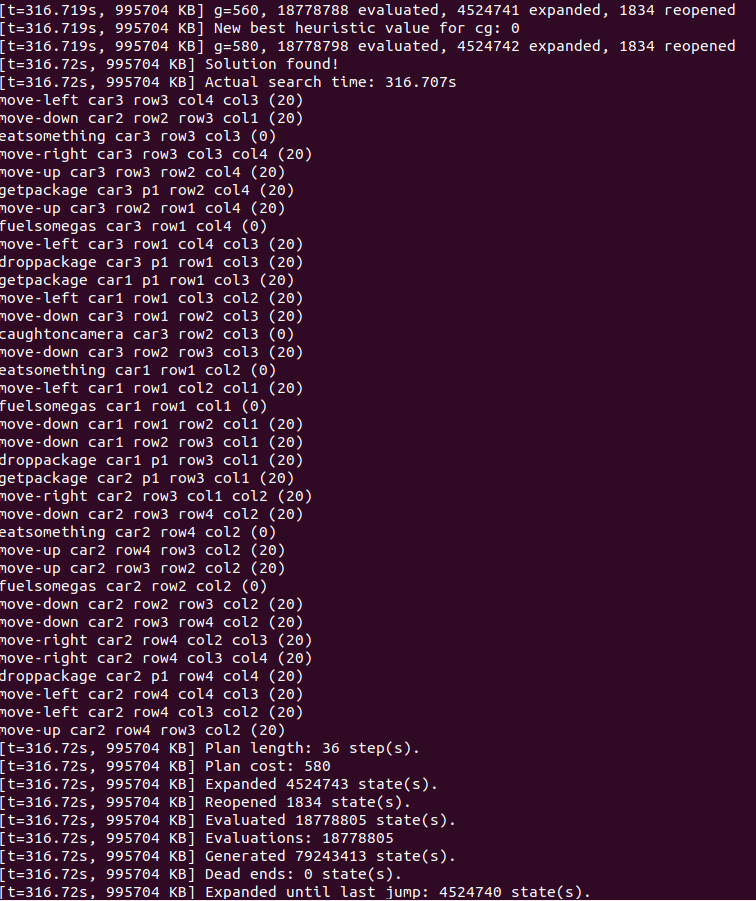 [t=316.719s, 995704 KB] g=560, 18778788 evaluated, 4524741 expanded, 1834 reopened
[t=316.719s, 995704 KB] New best heuristic value for cg: 0
[t=316.719s, 995704 KB] g=580, 18778798 evaluated, 4524742 expanded, 1834 reopened
[t=316.72s, 995704 KB] Solution found!
[t=316.72s, 995704 KB] Actual search time: 316.707s
move-left car3 row3 col4 col3 (20)
move-down car2 row2 row3 col1 (20)
eatsomething car3 row3 col3 (0)
move-right car3 row3 col3 col4 (20)
move-up car3 row3 row2 col4 (20)
getpackage car3 p1 row2 col4 (20)
move-up car3 row2 row1 col4 (20)
fuelsomegas car3 row1 col4 (0)
move-left car3 row1 col4 col3 (20)
droppackage car3 p1 row1 col3 (20)
getpackage car1 p1 row1 col3 (20)
move-left car1 row1 col3 col2 (20)
move-down car3 row1 row2 col3 (20)
caughtoncamera car3 row2 col3 (0)
move-down car3 row2 row3 col3 (20)
eatsomething car1 row1 col2 (0)
move-left car1 row1 col2 col1 (20)
fuelsomegas car1 row1 col1 (0)
move-down car1 row1 row2 col1 (20)
move-down car1 row2 row3 col1 (20)
droppackage car1 p1 row3 col1 (20)
getpackage car2 p1 row3 col1 (20)
move-right car2 row3 col1 col2 (20)
move-down car2 row3 row4 col2 (20)
eatsomething car2 row4 col2 (0)
move-up car2 row4 row3 col2 (20)
move-up car2 row3 row2 col2 (20)
fuelsomegas car2 row2 col2 (0)
move-down car2 row2 row3 col2 (20)
move-down car2 row3 row4 col2 (20)
move-right car2 row4 col2 col3 (20)
move-right car2 row4 col3 col4 (20)
droppackage car2 p1 row4 col4 (20)
move-left car2 row4 col4 col3 (20)
move-left car2 row4 col3 col2 (20)
move-up car2 row4 row3 col2 (20)
[t=316.72s, 995704 KB] Plan length: 36 step(s).
[t=316.72s, 995704 KB] Plan cost: 580
[t=316.72s, 995704 KB] Expanded 4524743 state(s).
[t=316.72s, 995704 KB] Reopened 1834 state(s).
[t=316.72s, 995704 KB] Evaluated 18778805 state(s).
[t=316.72s, 995704 KB] Evaluations: 18778805
[t=316.72s, 995704 KB] Generated 79243413 state(s).
[t=316.72s, 995704 KB] Dead ends: 0 state(s).
[t=316.72s, 995704 KB] Expanded until last jump: 4524740 state(s).